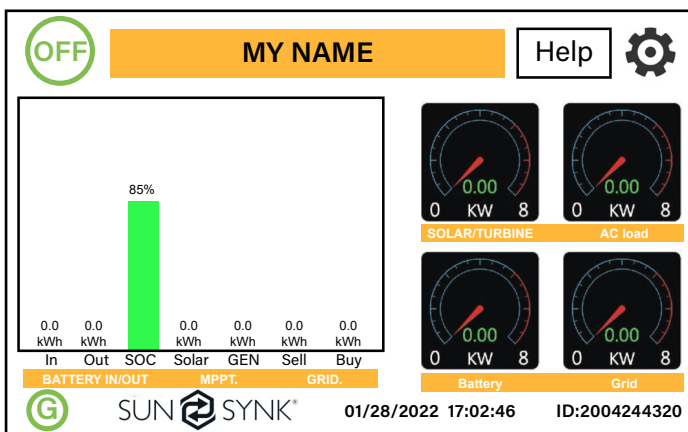 OFF MY NAME Help
85%
0.0 0.0 0.0 0.0 0.0 0.0
kWh kWh kWh kWh kWh kWh
In Out SOC Solar GEN Sell Buy
BATTERY IN/OUT MPPT. GRID.
0.00 0.00
0 KW 8 0 KW 8
SOLAR/TURBINE AC load
0.00 0.00
0 KW 8 0 KW 8
Battery Grid
G SUN SYNK® 01/28/2022 17:02:46 ID:2004244320